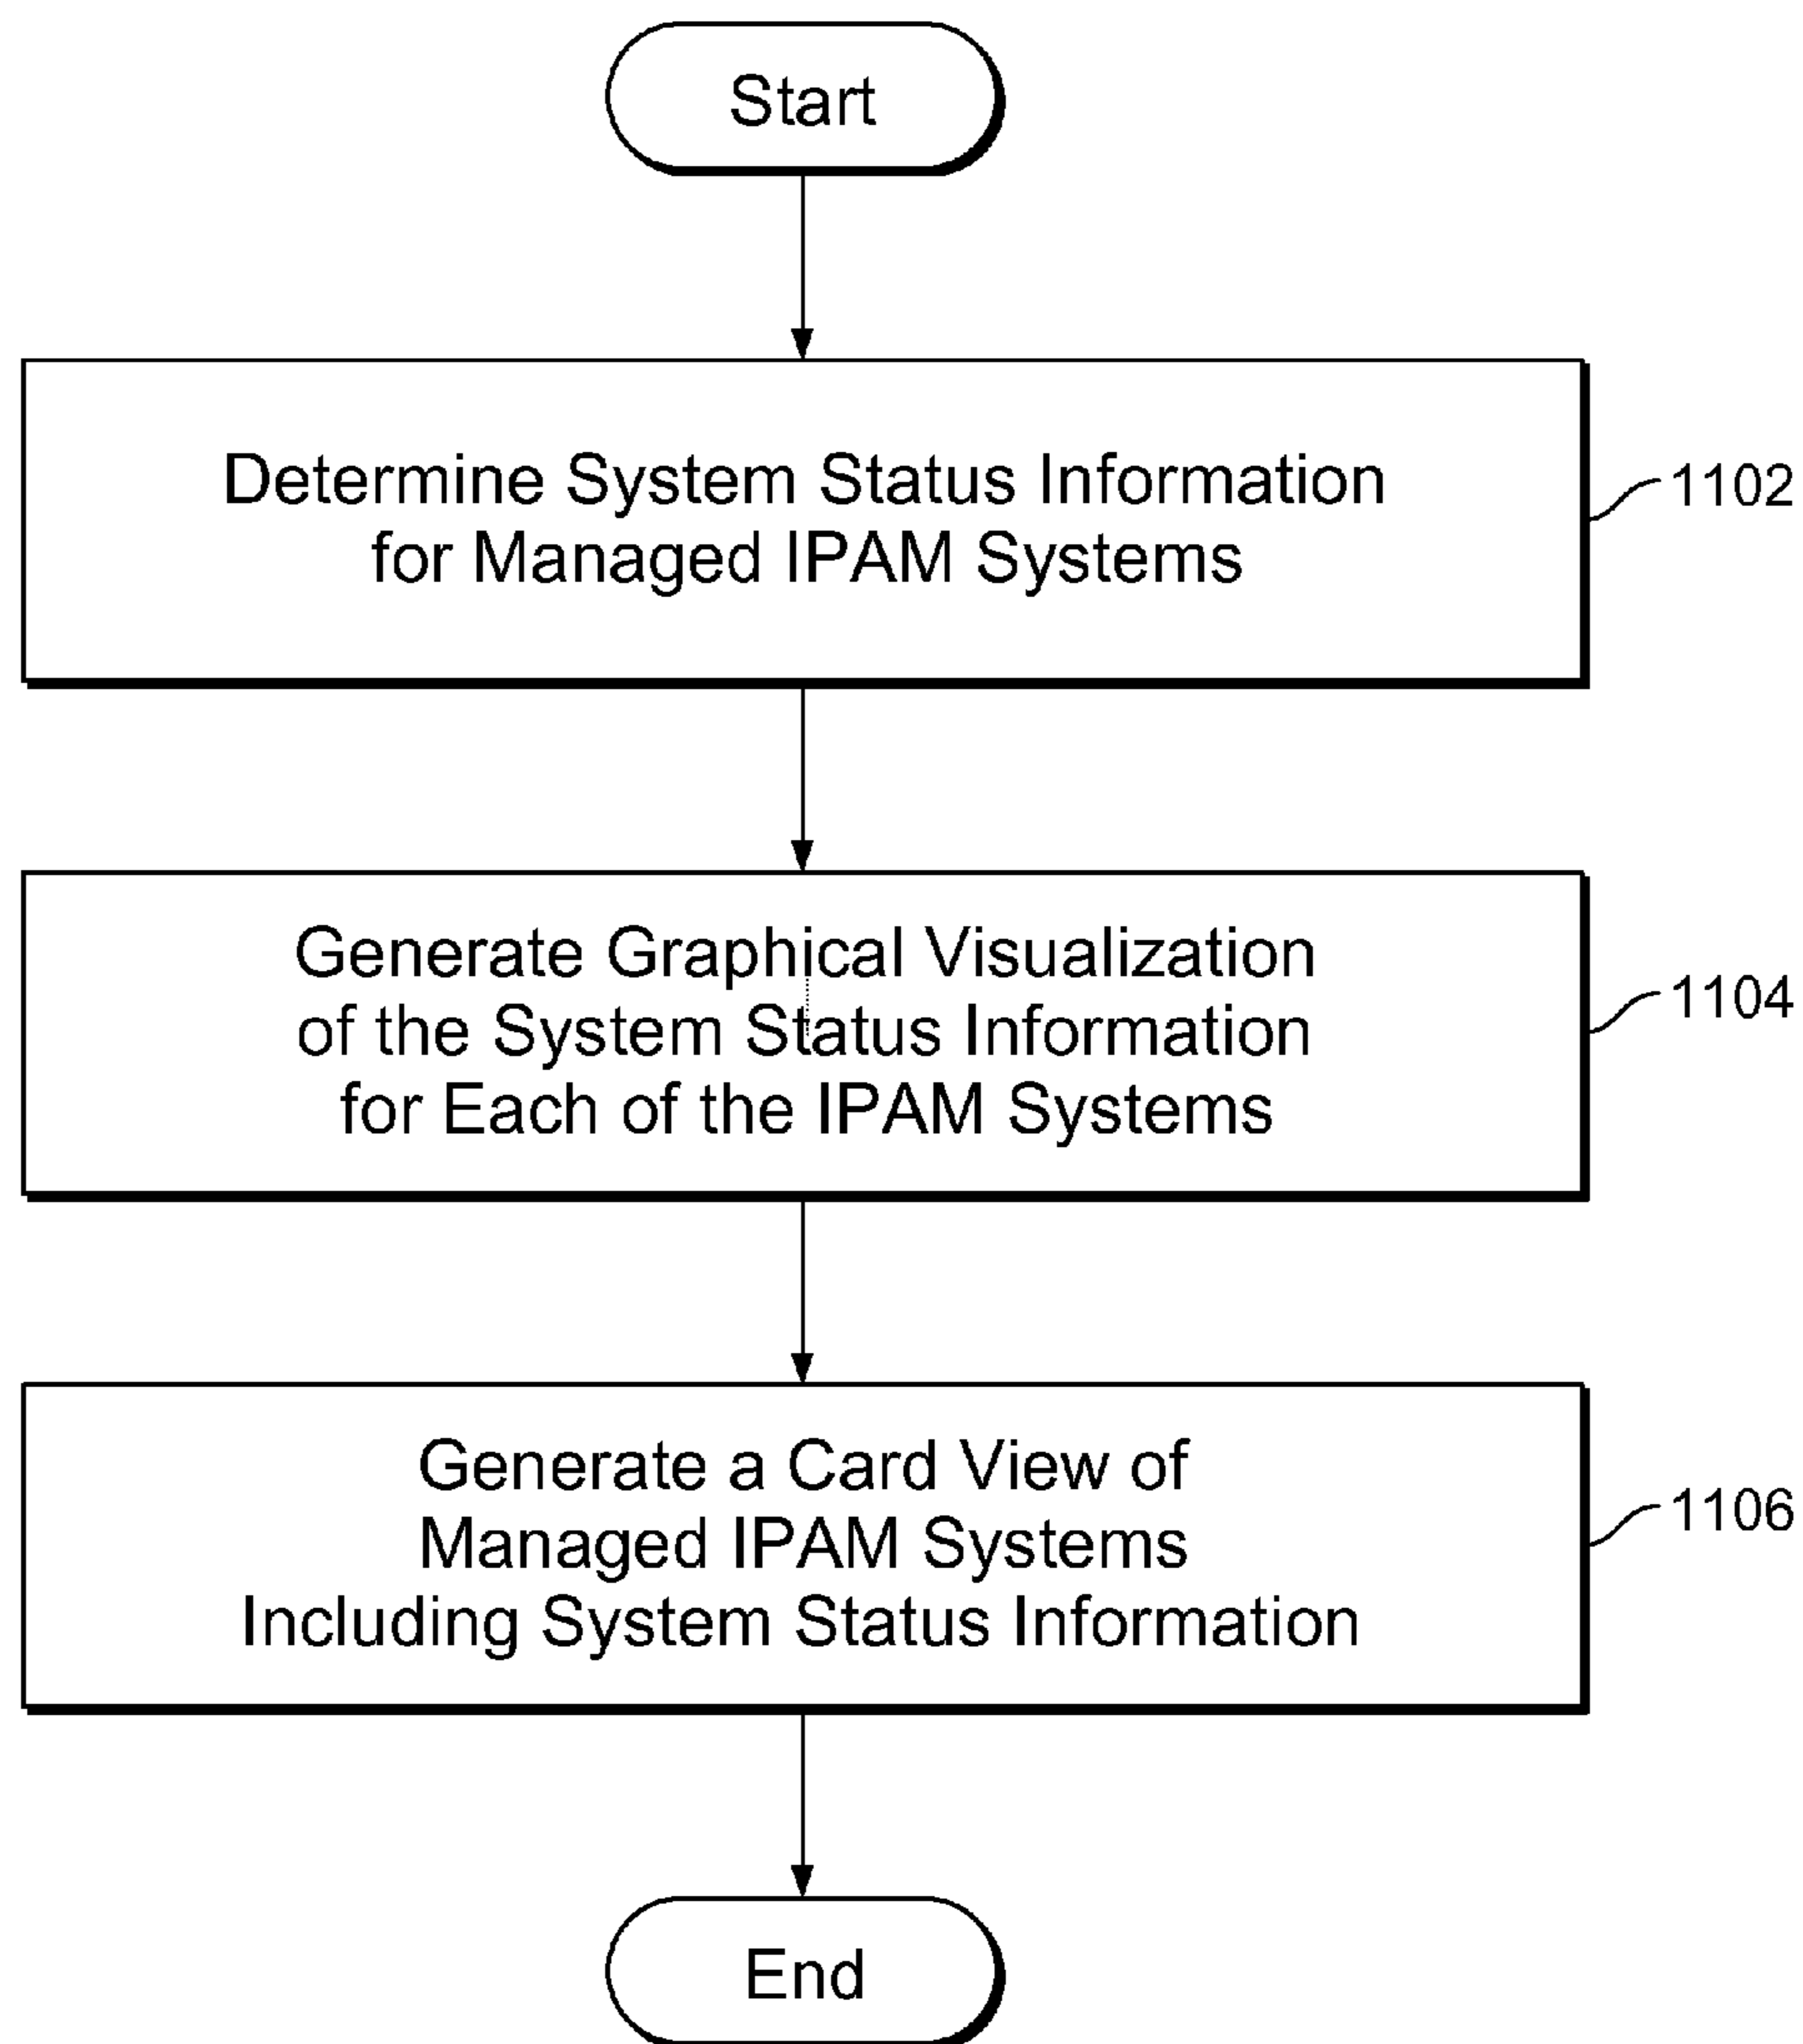 Start
Determine System Status Information
for Managed IPAM Systems
1102
Generate Graphical Visualization
of the System Status Information
for Each of the IPAM Systems
1104
Generate a Card View of
Managed IPAM Systems
Including System Status Information
1106
End